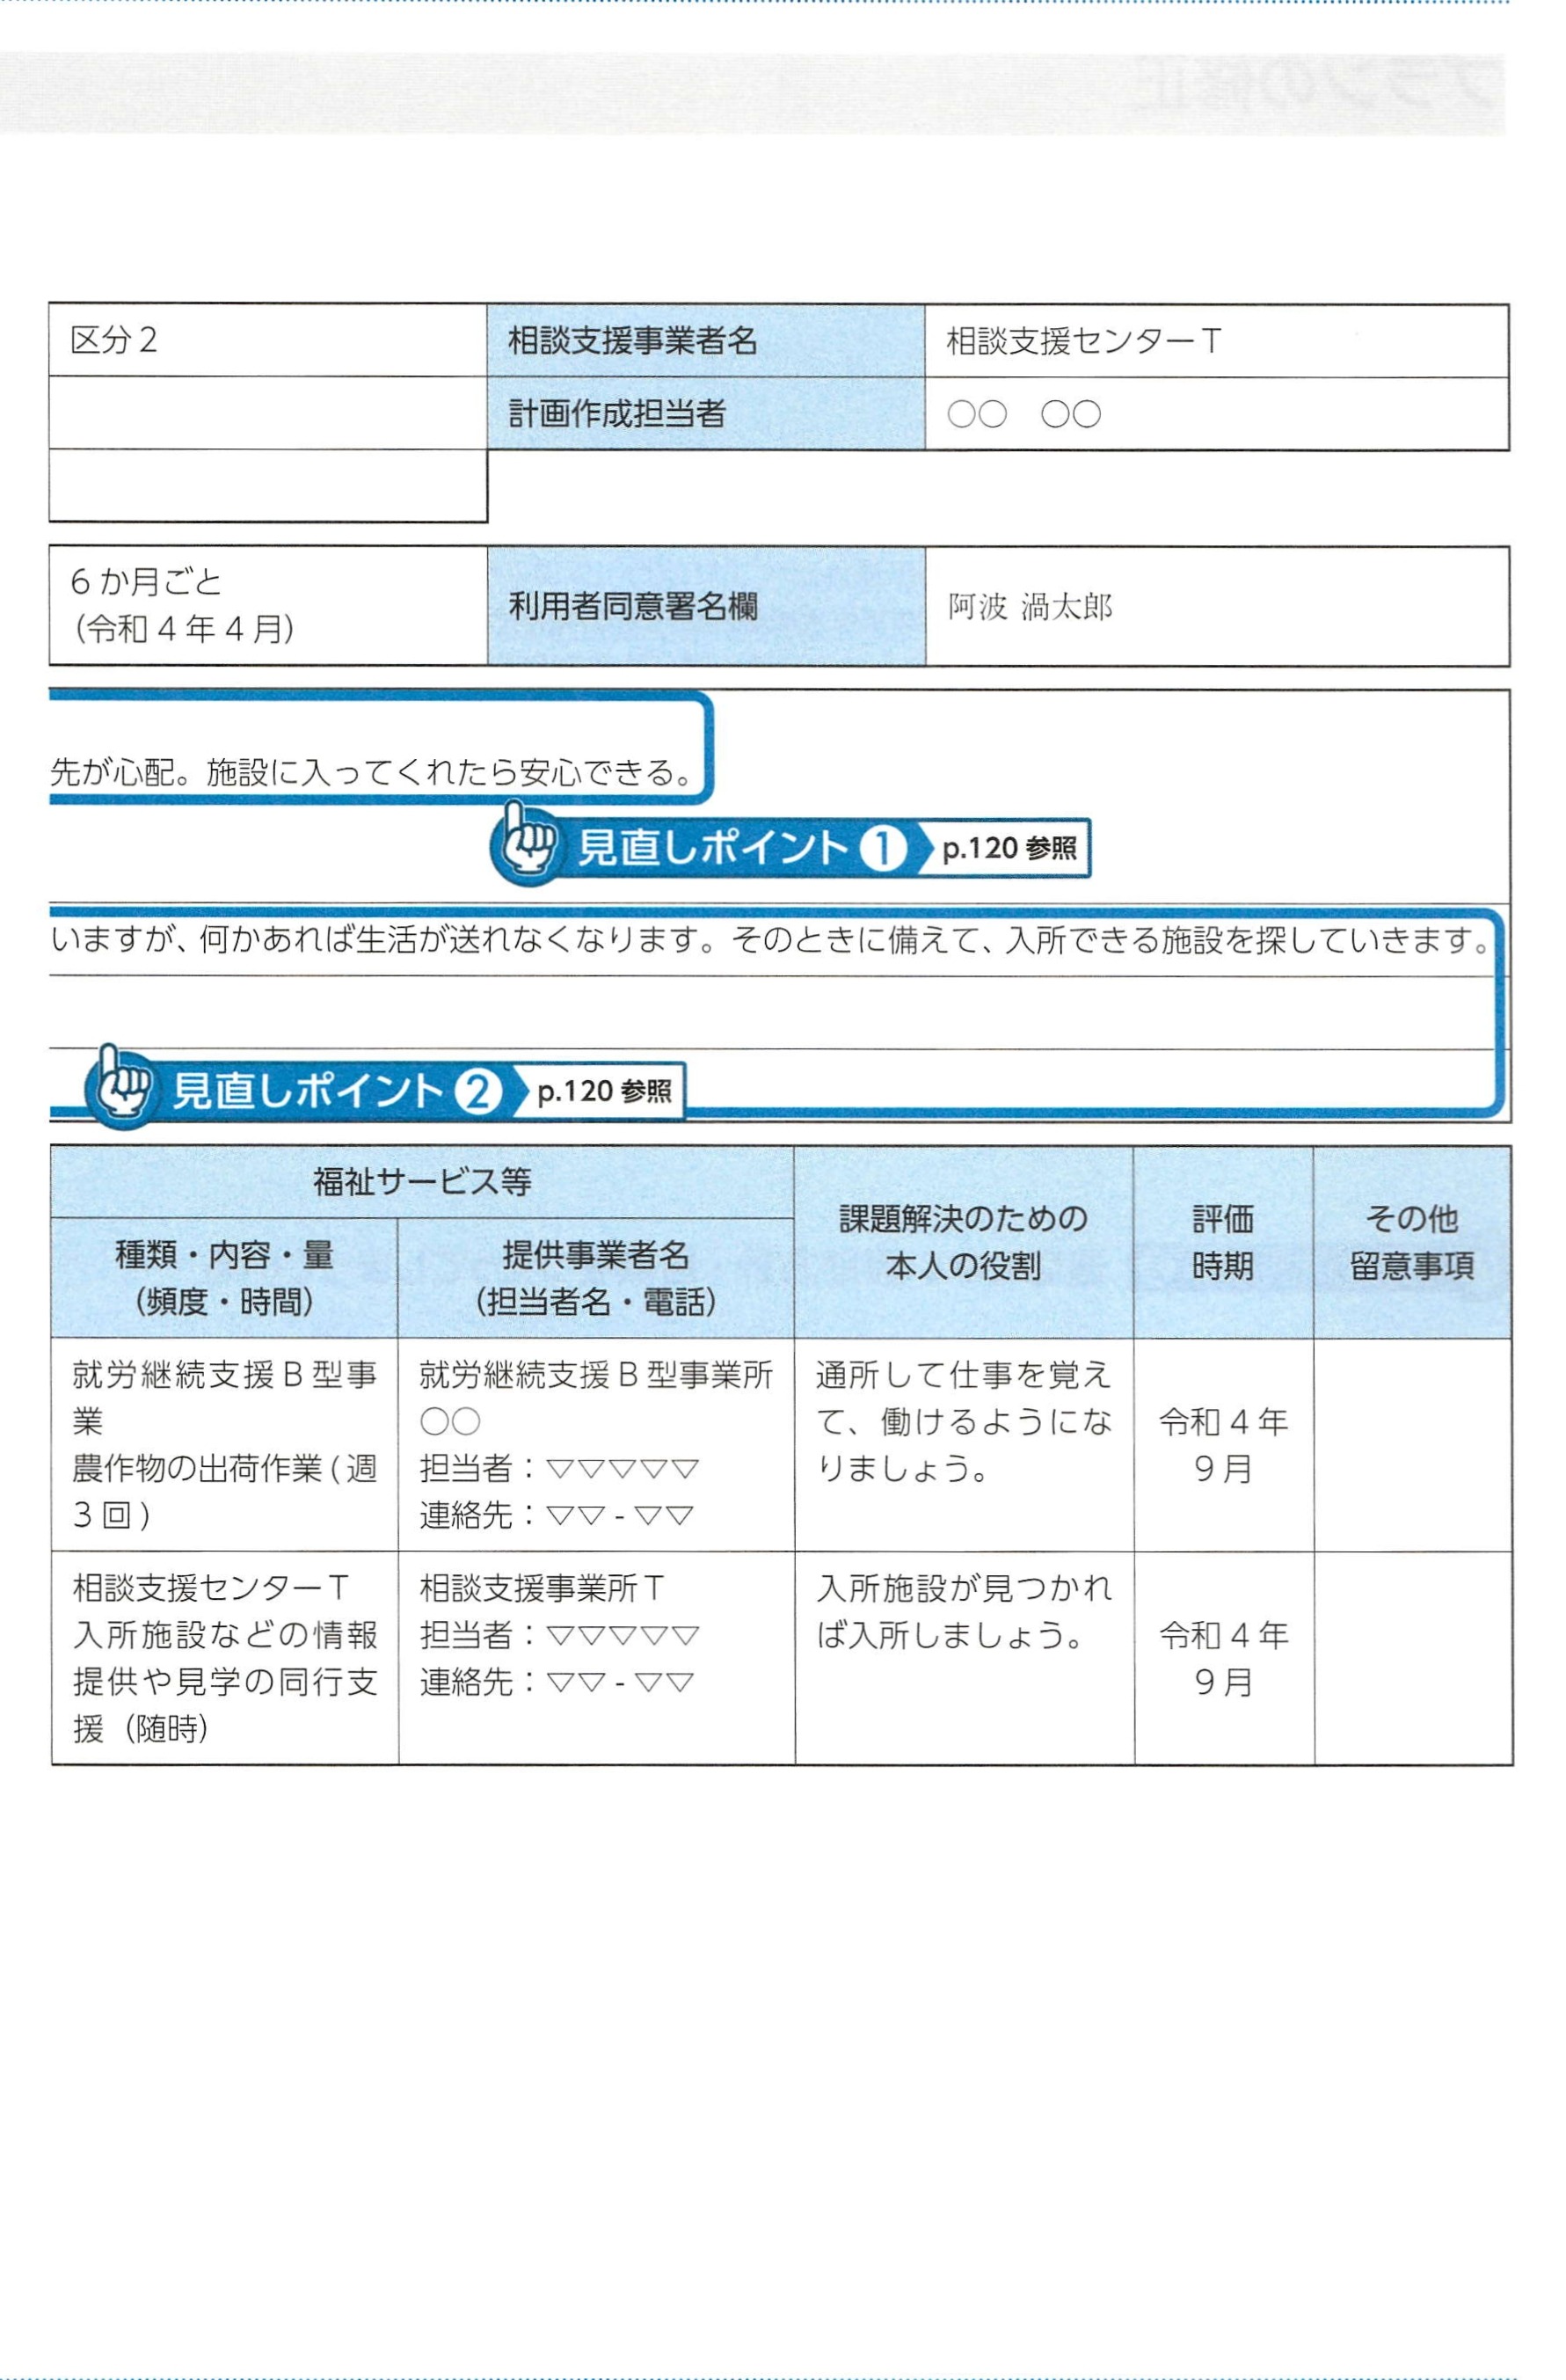 区分2
相談支援事業者名
相談支援センターT
計画作成担当者
○○ ○○
6か月ごと
(令和4年4月)
利用者同意署名欄
阿波 渦太郎
先が心配。施設に入ってくれたら安心できる。
見直しポイント❶ p.120 参照
いますが、何かあれば生活が送れなくなります。そのときに備えて、入所できる施設を探していきます。
見直しポイント❷ p.120 参照
福祉サービス等
種類・内容・量
(頻度・時間)
提供事業者名
(担当者名・電話)
課題解決のための
本人の役割
評価
時期
その他
留意事項
就労継続支援B型事
業
農作物の出荷作業(週
3回)
就労継続支援B型事業所
○○
担当者:▽▽▽▽▽
連絡先:▽▽-▽▽
通所して仕事を覚え
て、働けるようにな
りましょう。
令和4年
9月
相談支援センターT
入所施設などの情報
提供や見学の同行支
援(随時)
相談支援事業所T
担当者:▽▽▽▽▽
連絡先:▽▽-▽▽
入所施設が見つかれ
ば入所しましょう。
令和4年
9月